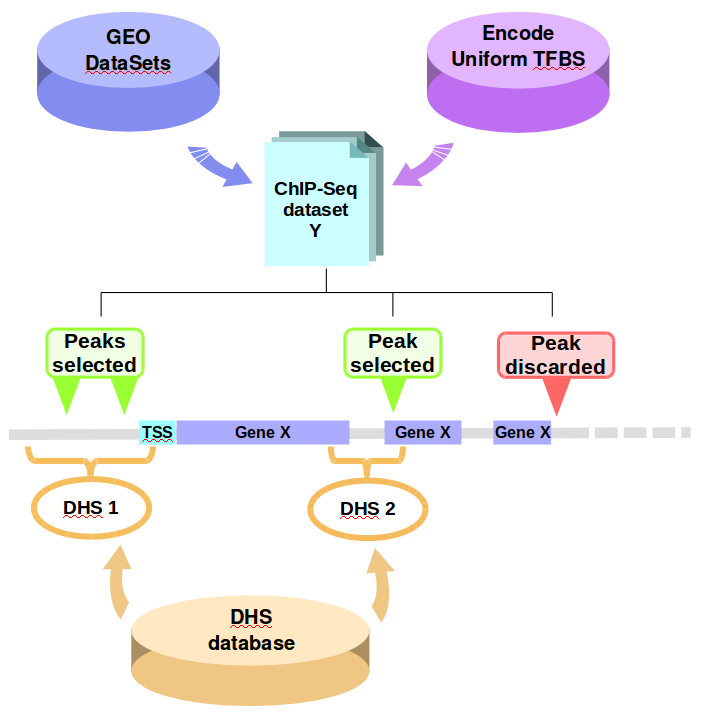 GEO
DataSets
Encode
Uniform TFBS
ChIP-Seq
dataset
Y
Peaks
selected
Peak
selected
Peak
discarded
TSS
Gene X
Gene X
Gene X
DHS 1
DHS 2
DHS
database